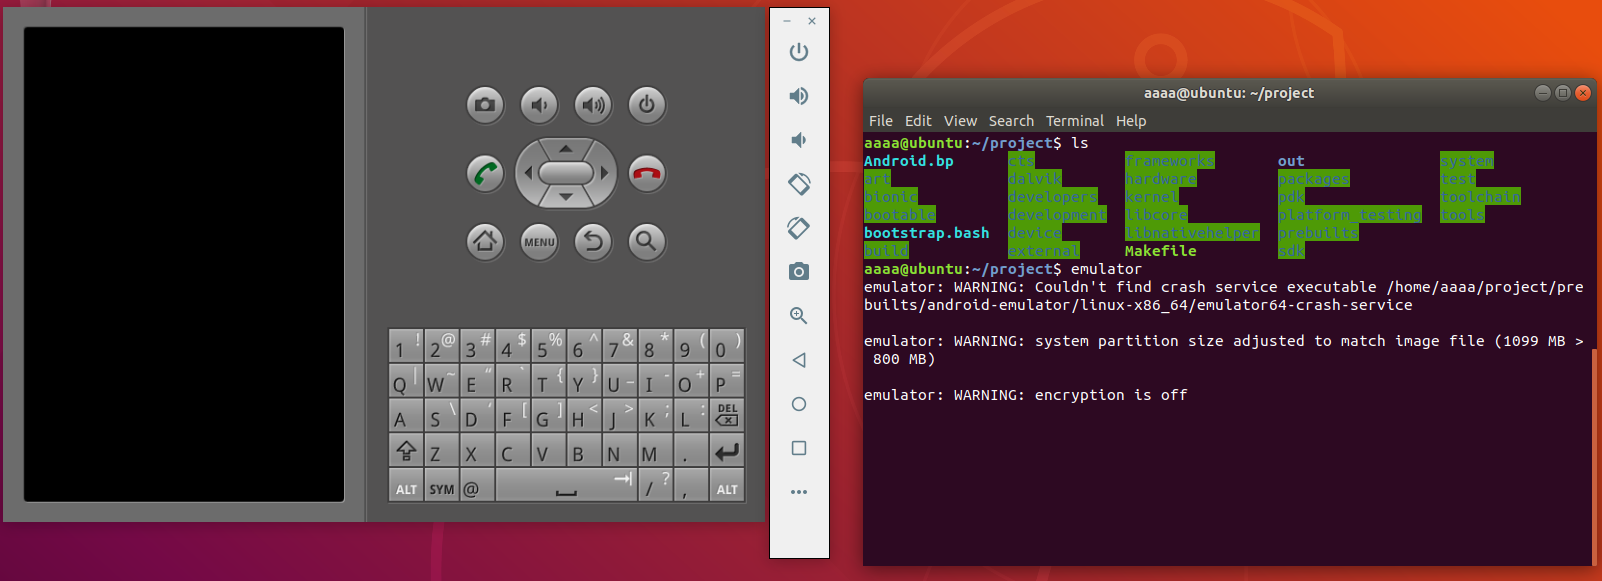 MENU
1 ! 2 @ 3 # 4 $ 5 % 6 ^ 7 & 8 * 9 ( 0 )
Q | W ~ E “ R ` T { Y } U _ I - O + P =
A S \ D ‘ F [ G ] H < J > K ; L : DEL
Z X C V B N M .
ALT SYM @ / ? , ALT
aaaa@ubuntu: ~/project
File Edit View Search Terminal Help
aaaa@ubuntu:~/project$ ls
Android.bp cts frameworks out system
art dalvik hardware packages test
bionic developers kernel pdk toolchain
bootable development libcore platform_testing tools
bootstrap.bash device libnativehelper prebuilts
build external Makefile sdk
aaaa@ubuntu:~/project$ emulator
emulator: WARNING: Couldn't find crash service executable /home/aaaa/project/pre
builts/android-emulator/linux-x86_64/emulator64-crash-service
emulator: WARNING: system partition size adjusted to match image file (1099 MB >
800 MB)
emulator: WARNING: encryption is off